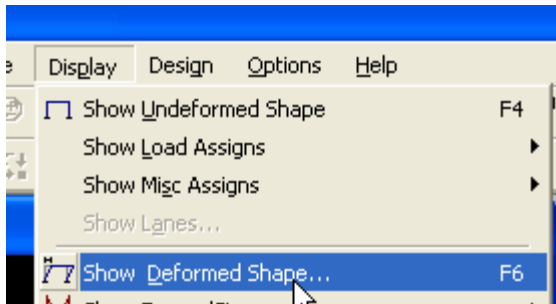 Display Design Options Help
Show Undeformed Shape F4
Show Load Assigns
Show Misc Assigns
Show Lanes...
Show Deformed Shape... F6
Show